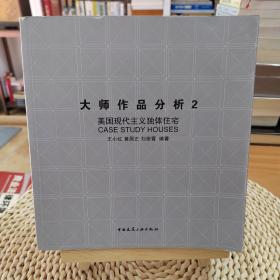 大师作品分析2
美国现代主义独体住宅
CASE STUDY HOUSES
王小红 黄居正 刘崇霄 编著
中国建筑工业出版社